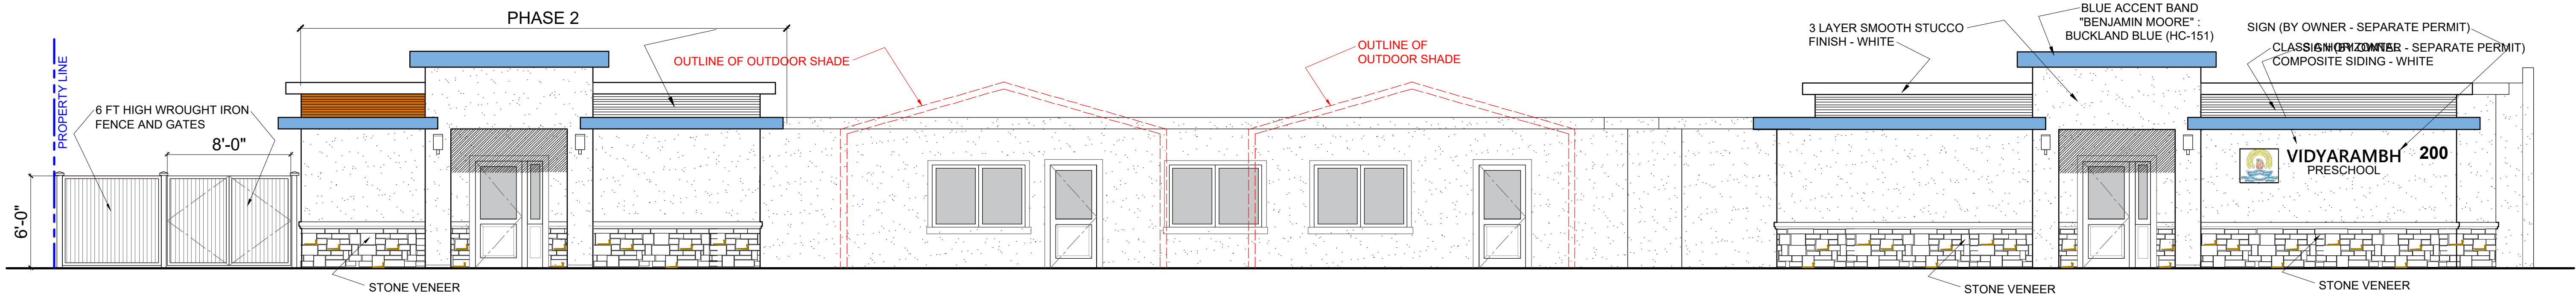 PHASE 2
PROPERTY LINE
6 FT HIGH WROUGHT IRON
FENCE AND GATES
8'-0"
6'-0"
STONE VENEER
OUTLINE OF OUTDOOR SHADE
OUTLINE OF
OUTDOOR SHADE
3 LAYER SMOOTH STUCCO
FINISH - WHITE
BLUE ACCENT BAND
"BENJAMIN MOORE" :
BUCKLAND BLUE (HC-151)
SIGN (BY OWNER - SEPARATE PERMIT)
SIGN (BY OWNER - SEPARATE PERMIT)
CLASS A HORIZONTAL
COMPOSITE SIDING - WHITE
VIDYARAMBH 200
PRESCHOOL
STONE VENEER
STONE VENEER